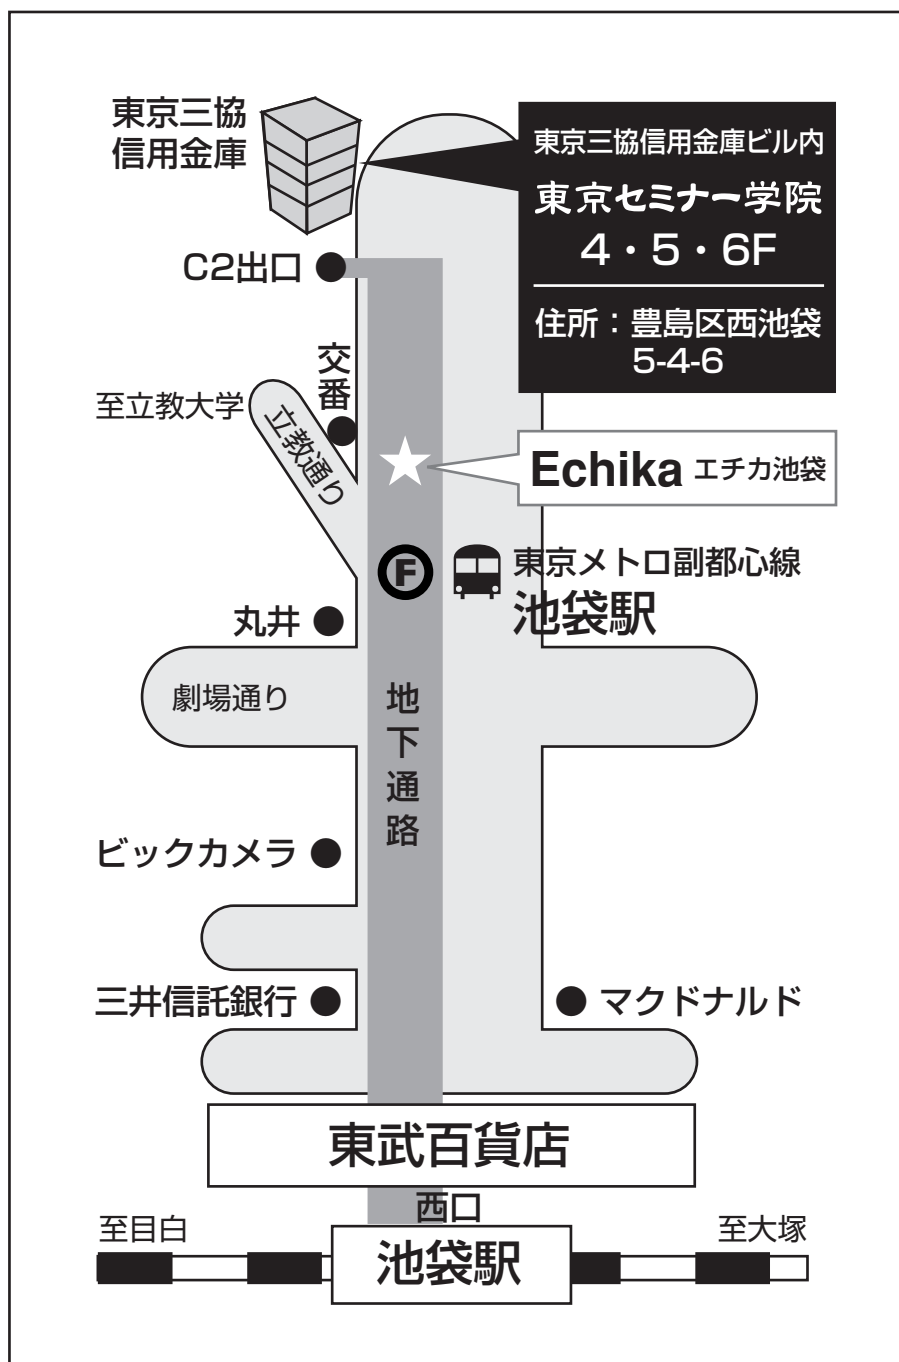 東京三協
信用金庫
東京三協信用金庫ビル内
東京セミナー学院
4・5・6F
住所：豊島区西池袋
5-4-6
C2出口
交番
至立教大学
立教通り
Echika エチカ池袋
F
東京メトロ副都心線
池袋駅
丸井
劇場通り
地下通路
ビックカメラ
三井信託銀行
マクドナルド
東武百貨店
西口
至目白
池袋駅
至大塚